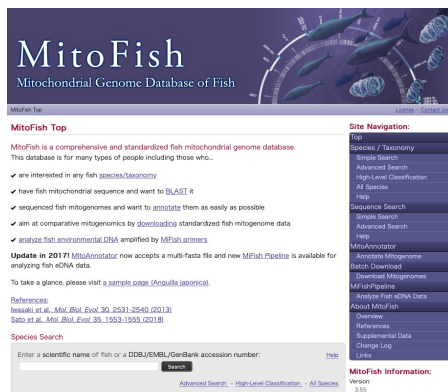 MitoFish
Mitochondrial Genome Database of Fish
MitoFish Top
License - Contact Us
MitoFish Top
MitoFish is a comprehensive and standardized fish mitochondrial genome database.
This database is for many types of people including those who...
✔ are interested in any fish species/taxonomy
✔ have fish mitochondrial sequence and want to BLAST it
✔ sequenced fish mitogenomes and want to annotate them as easily as possible
✔ aim at comparative mitogenomics by downloading standardized fish mitogenome data
✔ analyze fish environmental DNA amplified by MiFish primers
Update in 2017! MitoAnnotator now accepts a multi-fasta file and new MiFish Pipeline is available for
analyzing fish eDNA data.
To take a glance, please visit a sample page (Anguilla japonica).
References:
Iwasaki et al., Mol. Biol. Evol. 30, 2531-2540 (2013)
Sato et al., Mol. Biol. Evol. 35, 1553-1555 (2018)
Species Search
Enter a scientific name of fish or a DDBJ/EMBL/GenBank accession number:
Help
Search
Advanced Search - High-Level Classification - All Species
Site Navigation:
Top
Species / Taxonomy
Simple Search
Advanced Search
High-Level Classification
All Species
Help
Sequence Search
Simple Search
Advanced Search
Help
MitoAnnotator
Annotate Mitogenome
Batch Download
Download Mitogenomes
MiFishPipeline
Analyze Fish eDNA Data
About MitoFish
Overview
References
Supplemental Data
Change Log
Links
MitoFish Information:
Version:
3.55